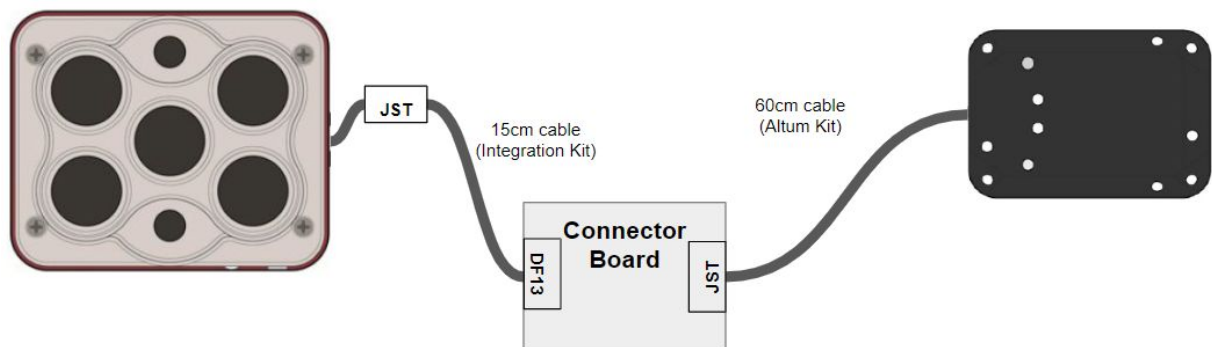 JST
15cm cable
(Integration Kit)
60cm cable
(Altum Kit)
Connector
Board
DF13
JST